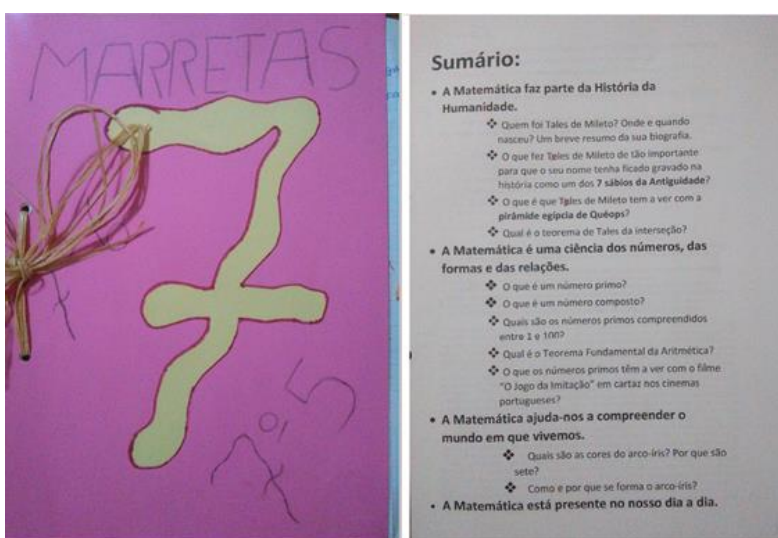 MARRETAS
7
Sumário:
• A Matemática faz parte da História da
Humanidade.
❖ Quem foi Tales de Mileto? Onde e quando
nasceu? Um breve resumo da sua biografia.
❖ O que fez Tales de Mileto de tão importante
para que o seu nome tenha ficado gravado na
história como um dos 7 sábios da Antiguidade?
❖ O que é que Tales de Mileto tem a ver com a
pirâmide egípcia de Quéops?
❖ Qual é o teorema de Tales da interseção?
• A Matemática é uma ciência dos números, das
formas e das relações.
❖ O que é um número primo?
❖ O que é um número composto?
❖ Quais são os números primos compreendidos
entre 1 e 100?
❖ Qual é o Teorema Fundamental da Aritmética?
❖ O que os números primos têm a ver com o filme
"O Jogo da Imitação" em cartaz nos cinemas
portugueses?
• A Matemática ajuda-nos a compreender o
mundo em que vivemos.
❖ Quais são as cores do arco-íris? Por que são
sete?
❖ Como e por que se forma o arco-íris?
• A Matemática está presente no nosso dia a dia.